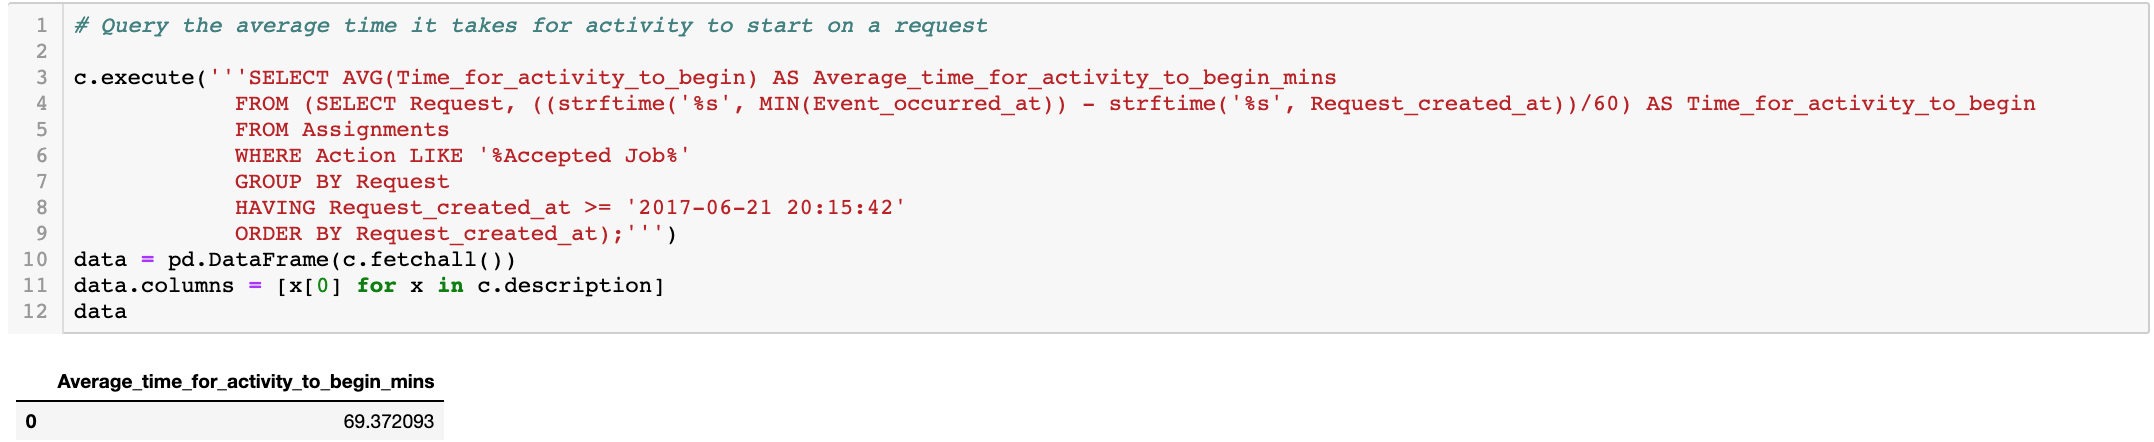 1 # Query the average time it takes for activity to start on a request
2
3 c.execute('''SELECT AVG(Time_for_activity_to_begin) AS Average_time_for_activity_to_begin_mins
4 FROM (SELECT Request, ((strftime('%s', MIN(Event_occurred_at)) - strftime('%s', Request_created_at))/60) AS Time_for_activity_to_begin
5 FROM Assignments
6 WHERE Action LIKE '%Accepted Job%'
7 GROUP BY Request
8 HAVING Request_created_at >= '2017-06-21 20:15:42'
9 ORDER BY Request_created_at);''')
10 data = pd.DataFrame(c.fetchall())
11 data.columns = [x[0] for x in c.description]
12 data
Average_time_for_activity_to_begin_mins
0 69.372093